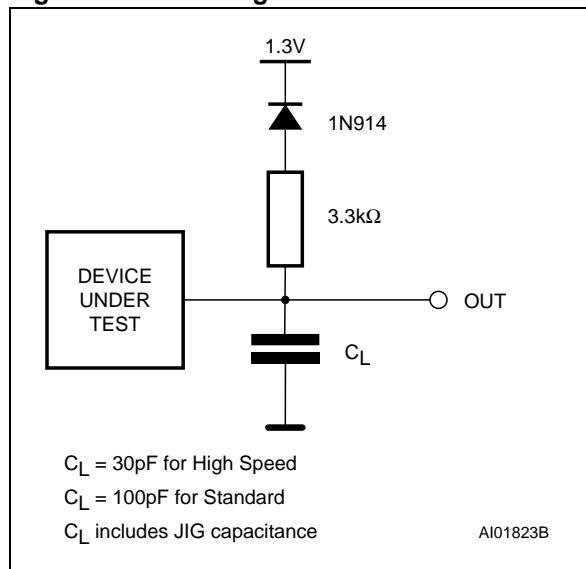 1.3V
1N914
3.3kΩ
DEVICE
UNDER
TEST
OUT
CL
CL = 30pF for High Speed
CL = 100pF for Standard
CL includes JIG capacitance
AI01823B